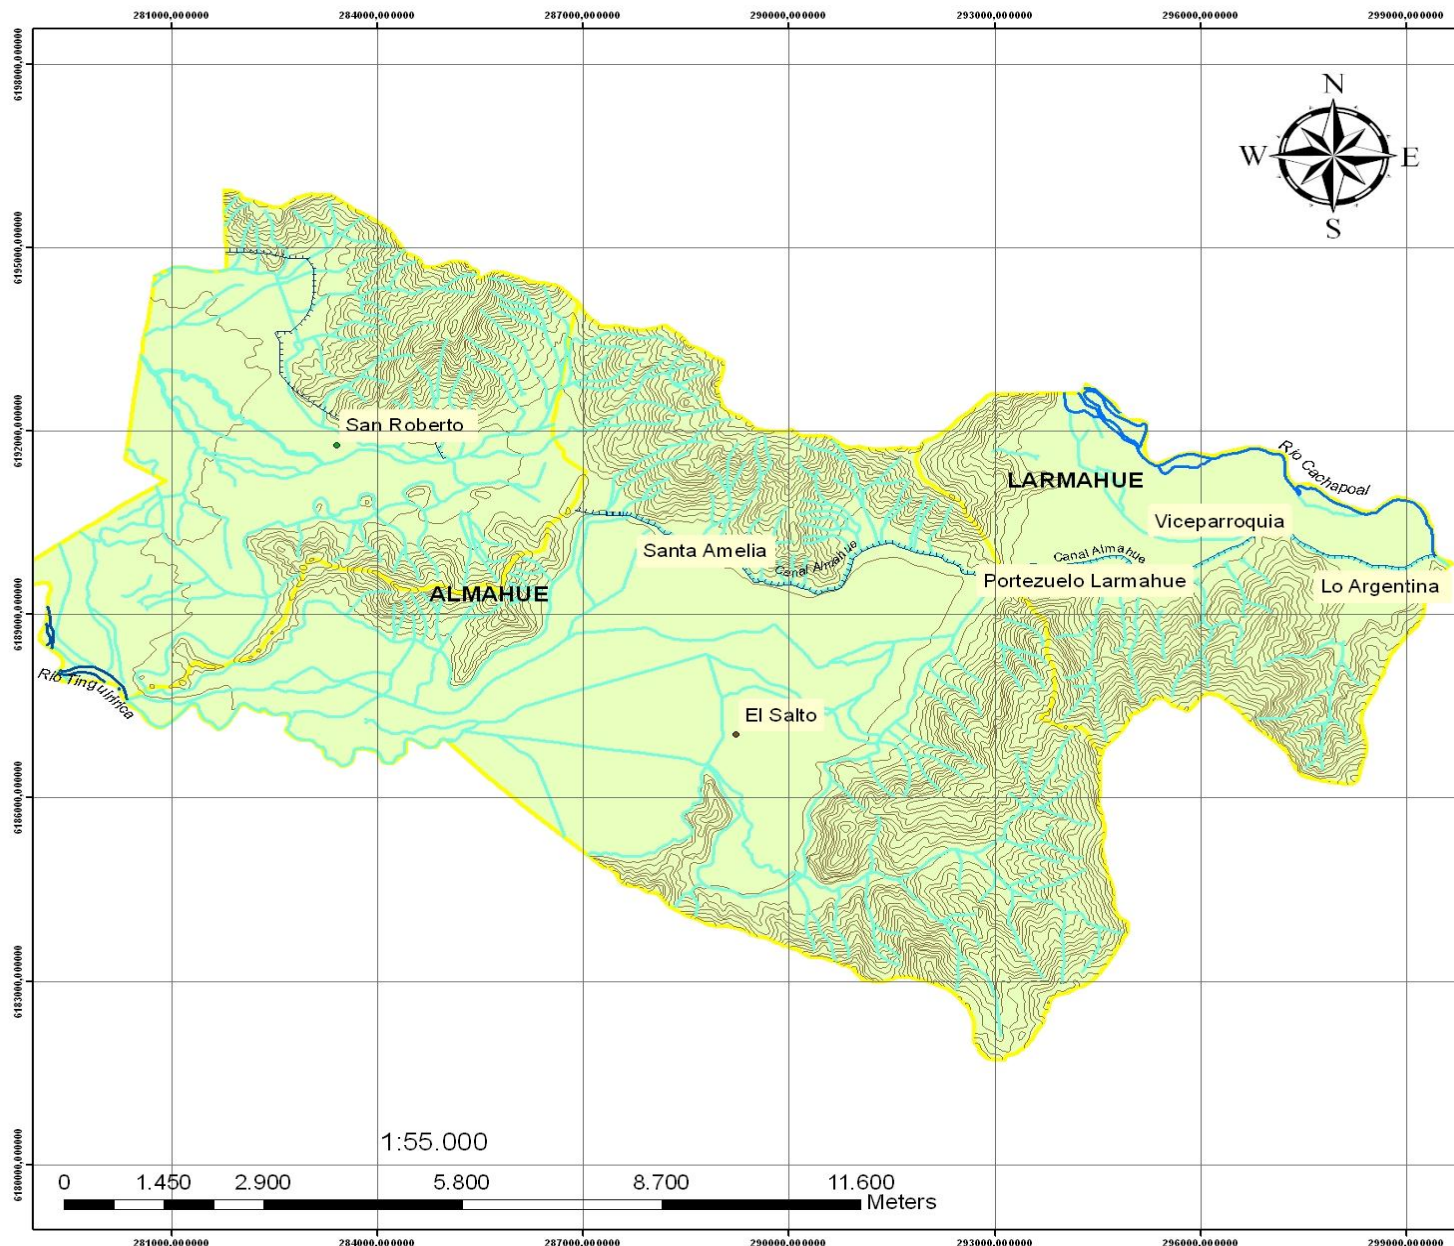 281000,000000 284000,000000 287000,000000 290000,000000 293000,000000 296000,000000 299000,000000
6198000,000000
N
W E
S
6195000,000000
San Roberto
6192000,000000
Río Cachapoal
LARMAHUE
Viceparroquia
Santa Amelia
Canal Almahue
Canal Almahue
Portezuelo Larmahue
Lo Argentina
ALMAHUE
6189000,000000
Río Tinguiririca
El Salto
6186000,000000
6183000,000000
1:55.000
6180000,000000
0 1.450 2.900 5.800 8.700 11.600
Meters
281000,000000 284000,000000 287000,000000 290000,000000 293000,000000 296000,000000 299000,000000